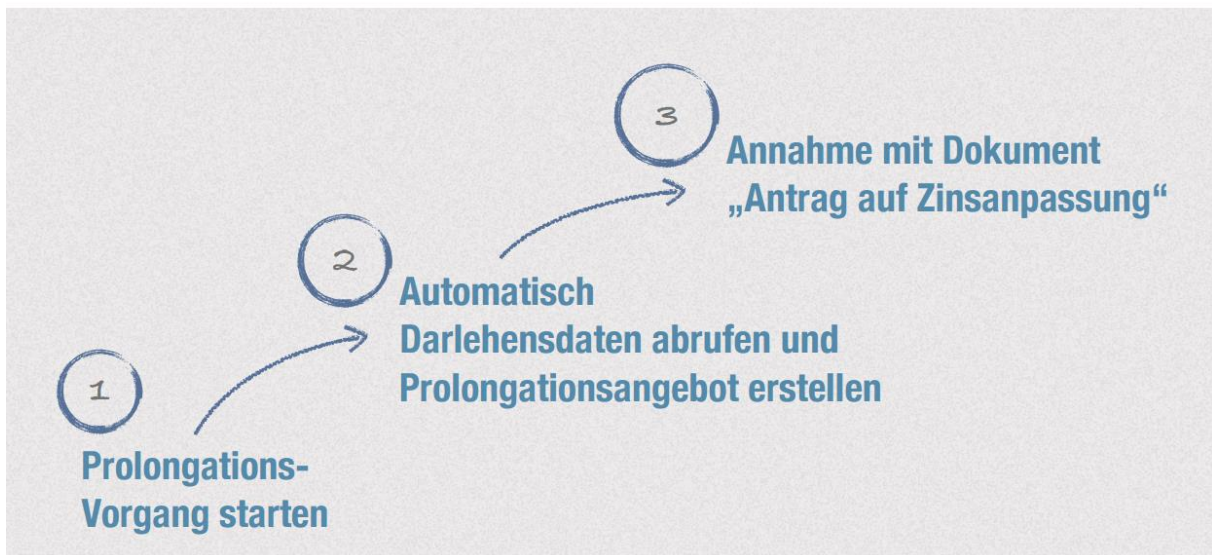 1
Prolongations-
Vorgang starten
2
Automatisch
Darlehensdaten abrufen und
Prolongationsangebot erstellen
3
Annahme mit Dokument
„Antrag auf Zinsanpassung“